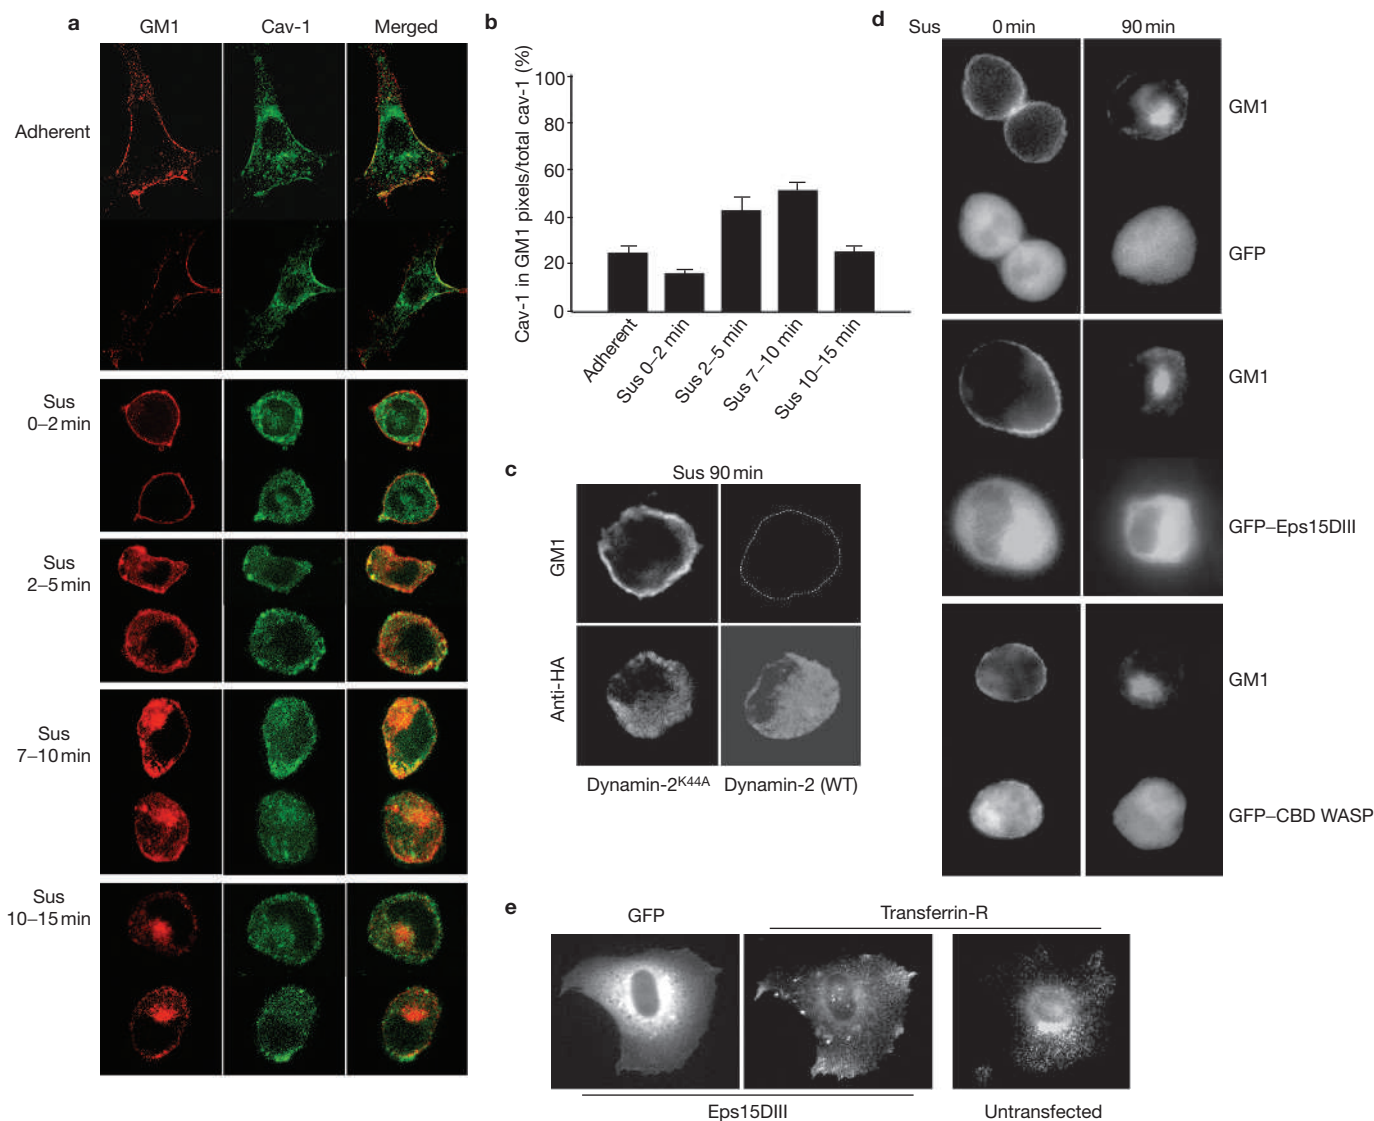 a
GM1 Cav-1 Merged
Adherent
Sus
0–2 min
Sus
2–5 min
Sus
7–10 min
Sus
10–15 min
b
Cav-1 in GM1 pixels/total cav-1 (%)
100
80
60
40
20
0
Adherent
Sus 0–2 min
Sus 2–5 min
Sus 7–10 min
Sus 10–15 min
c
Sus 90 min
GM1
Anti-HA
Dynamin-2K44A Dynamin-2 (WT)
d
Sus 0 min 90 min
GM1
GFP
GM1
GFP–Eps15DIII
GM1
GFP–CBD WASP
e
GFP Transferrin-R
Eps15DIII Untransfected